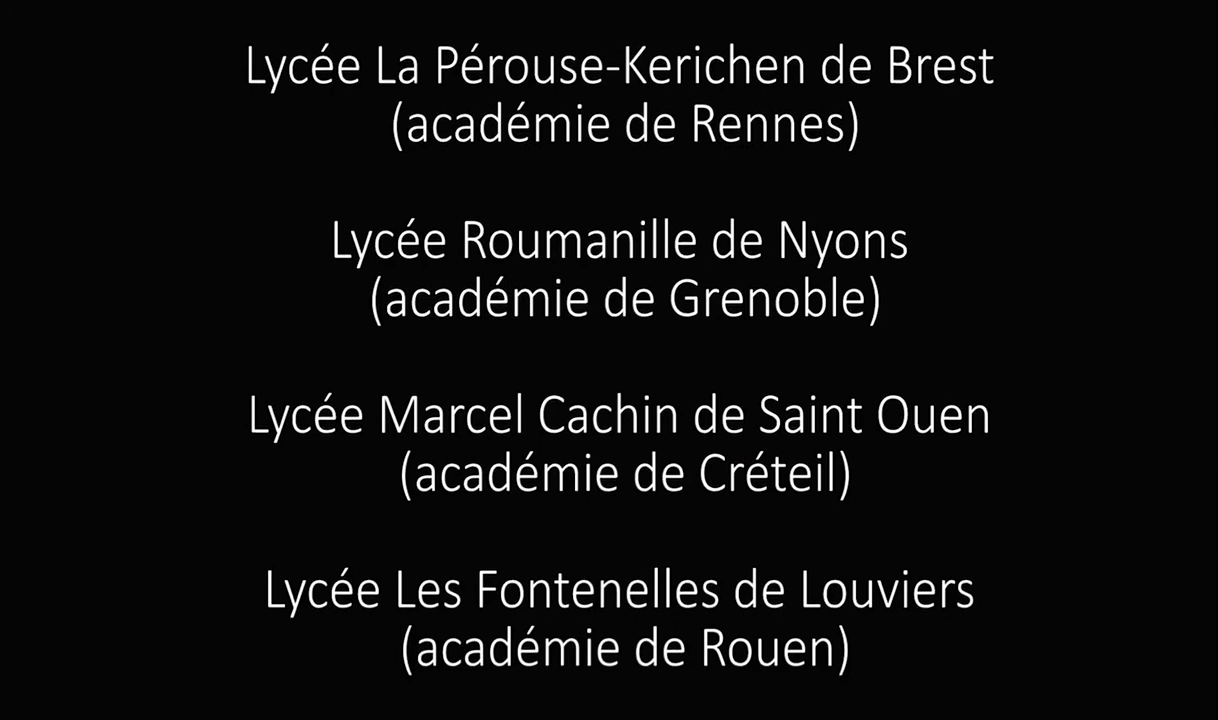 Lycée La Pérouse-Kerichen de Brest
(académie de Rennes)
Lycée Roumanille de Nyons
(académie de Grenoble)
Lycée Marcel Cachin de Saint Ouen
(académie de Créteil)
Lycée Les Fontenelles de Louviers
(académie de Rouen)